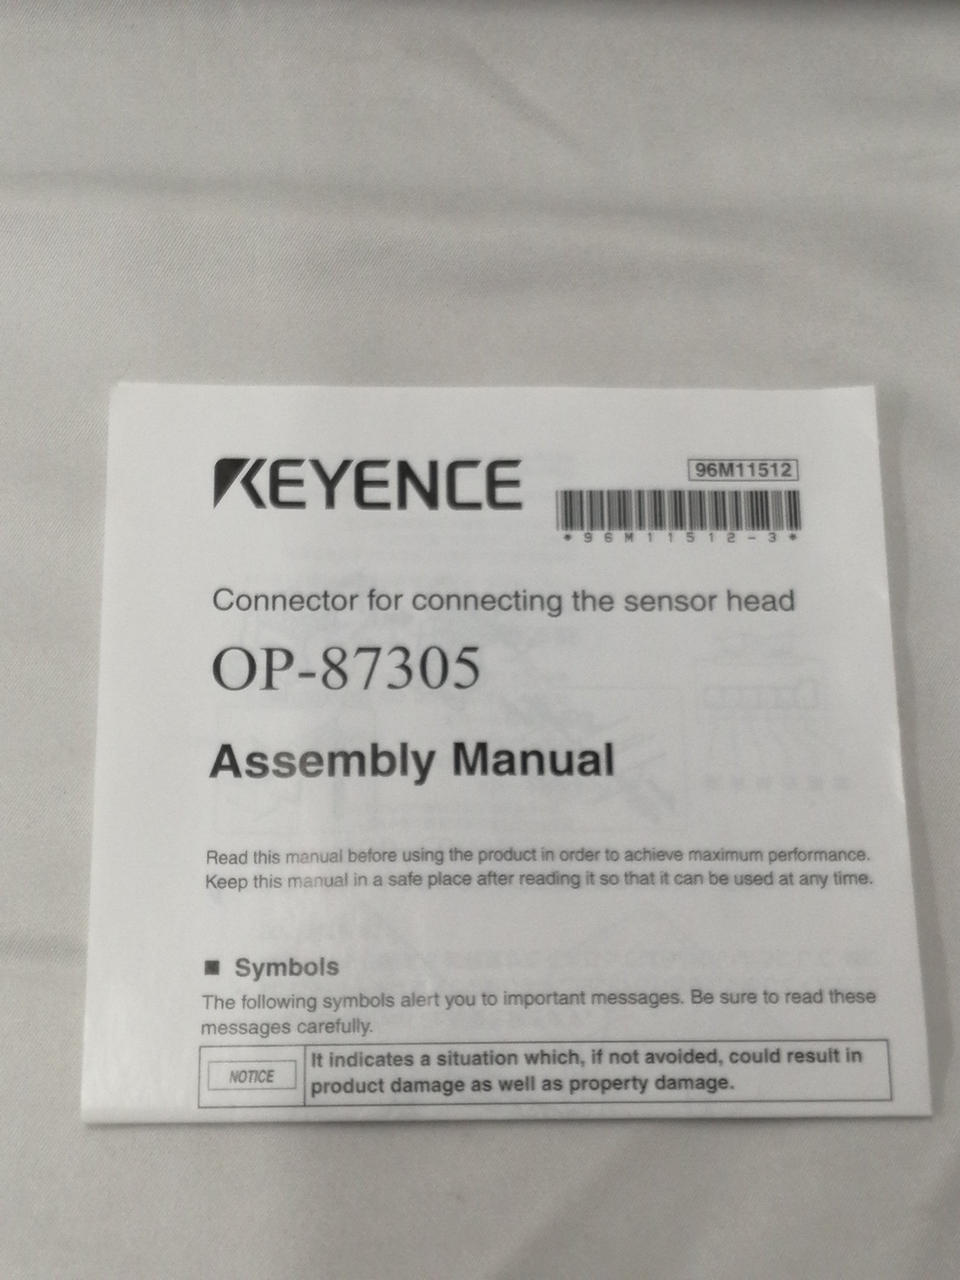 KEYENCE
96M11512
*96M11512-3*
Connector for connecting the sensor head
OP-87305
Assembly Manual
Read this manual before using the product in order to achieve maximum performance.
Keep this manual in a safe place after reading it so that it can be used at any time.
■ Symbols
The following symbols alert you to important messages. Be sure to read these
messages carefully.
NOTICE
It indicates a situation which, if not avoided, could result in
product damage as well as property damage.